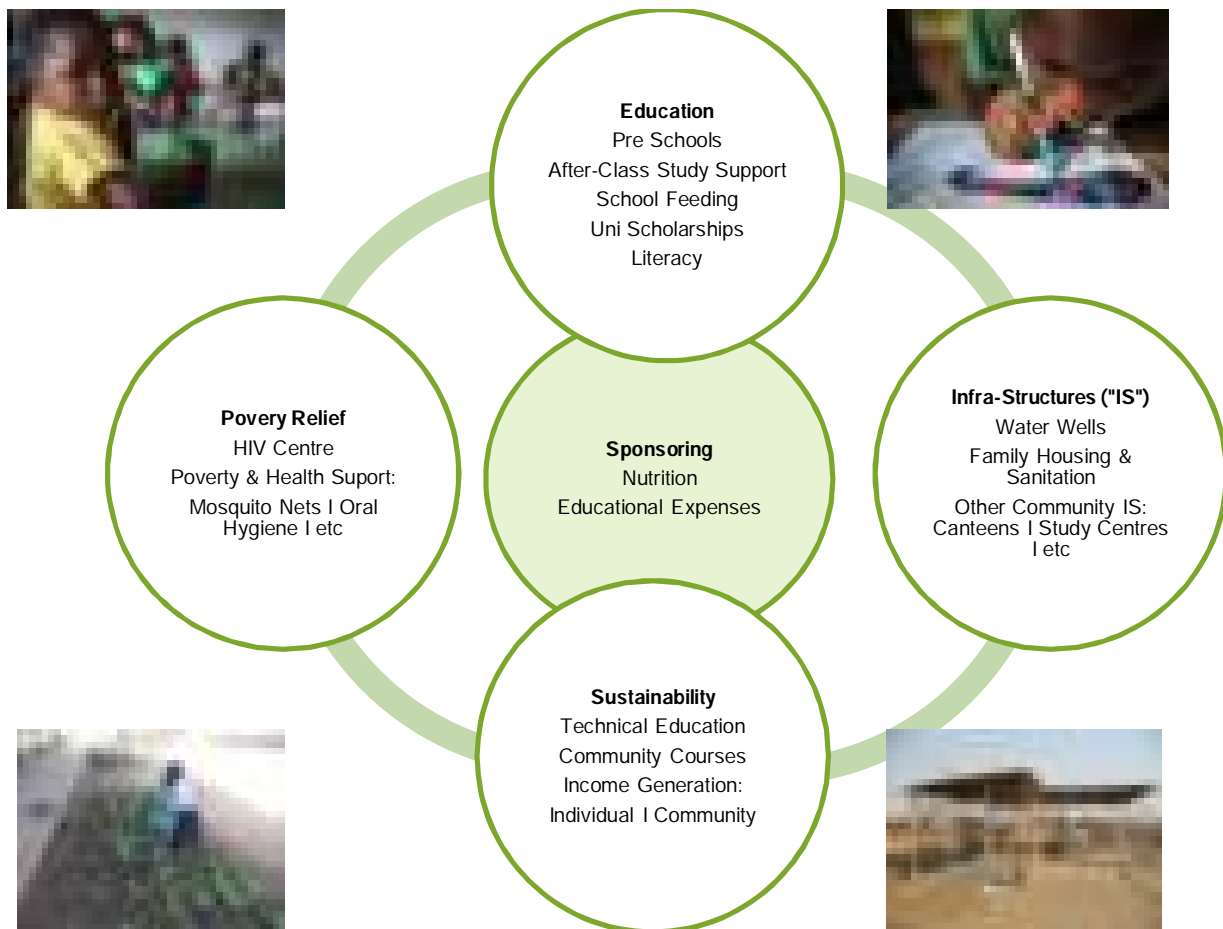 Education
Pre Schools
After-Class Study Support
School Feeding
Uni Scholarships
Literacy
Povery Relief
HIV Centre
Poverty & Health Suport:
Mosquito Nets I Oral
Hygiene I etc
Sponsoring
Nutrition
Educational Expenses
Infra-Structures ("IS")
Water Wells
Family Housing &
Sanitation
Other Community IS:
Canteens I Study Centres
I etc
Sustainability
Technical Education
Community Courses
Income Generation:
Individual I Community